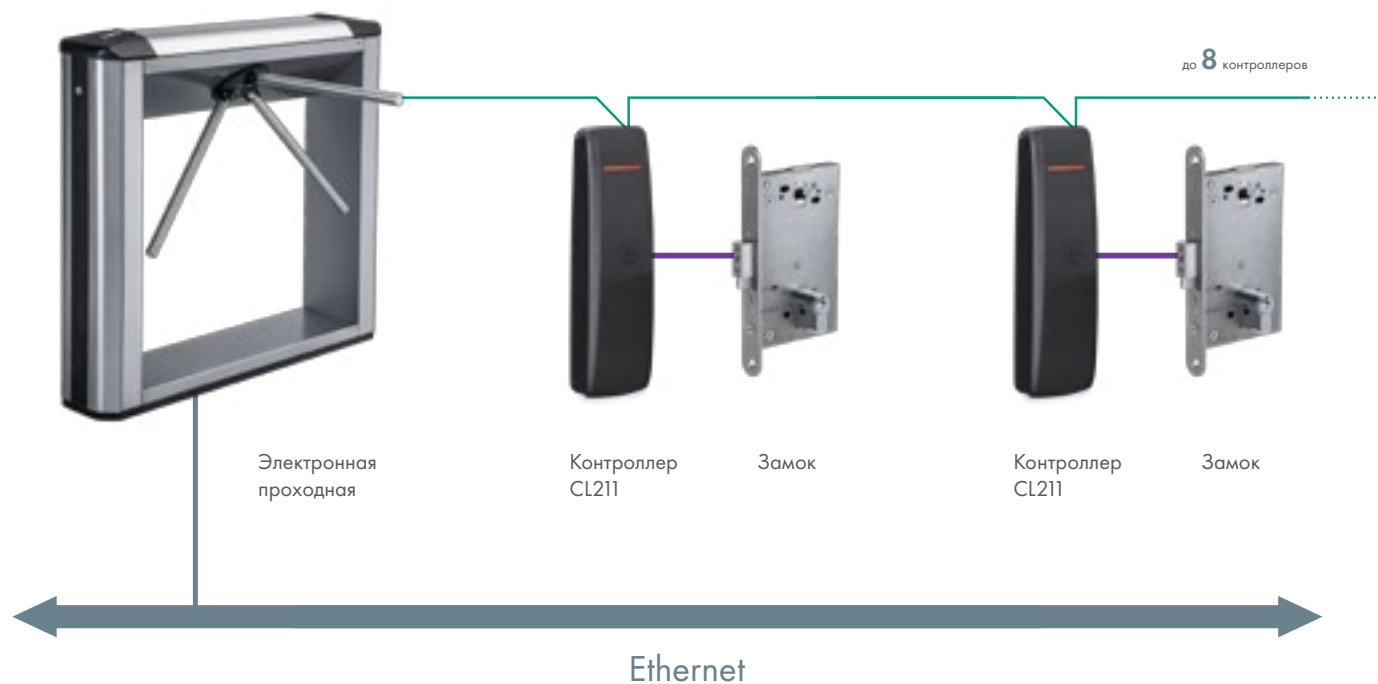 до 8 контроллеров
Электронная
проходная
Контроллер
CL211
Замок
Контроллер
CL211
Замок
Ethernet